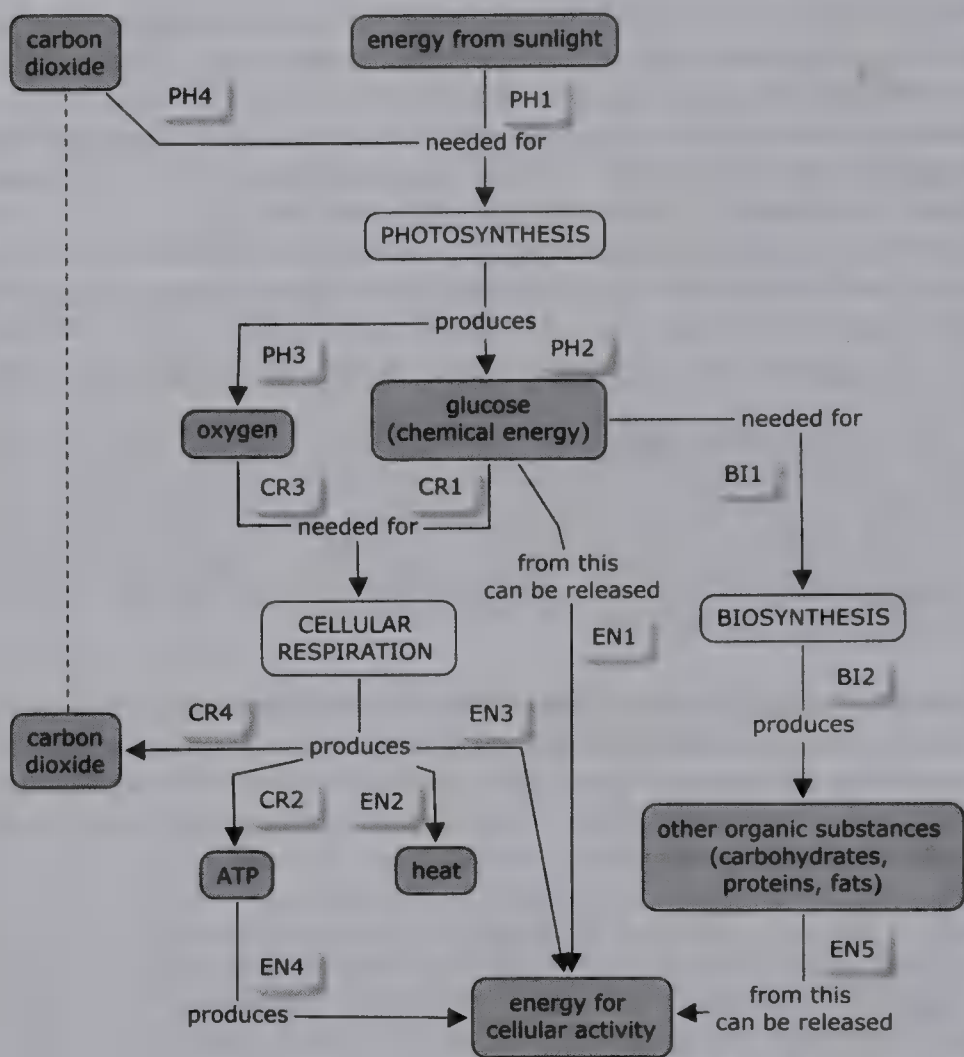 carbon
dioxide
energy from sunlight
PH4
PH1
needed for
PHOTOSYNTHESIS
produces
PH3
PH2
oxygen
glucose
(chemical energy)
needed for
CR3
CR1
BI1
needed for
from this
can be released
CELLULAR
RESPIRATION
EN1
BIOSYNTHESIS
BI2
CR4
EN3
carbon
dioxide
produces
produces
CR2
EN2
ATP
heat
other organic substances
(carbohydrates,
proteins, fats)
EN4
EN5
produces
energy for
cellular activity
from this
can be released